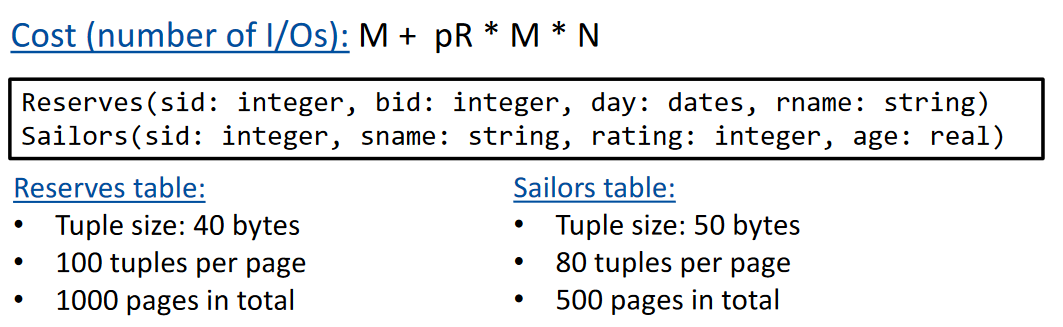 Cost (number of I/Os): M + pR * M * N
Reserves(sid: integer, bid: integer, day: dates, rname: string)
Sailors(sid: integer, sname: string, rating: integer, age: real)
Reserves table:
• Tuple size: 40 bytes
• 100 tuples per page
• 1000 pages in total
Sailors table:
• Tuple size: 50 bytes
• 80 tuples per page
• 500 pages in total